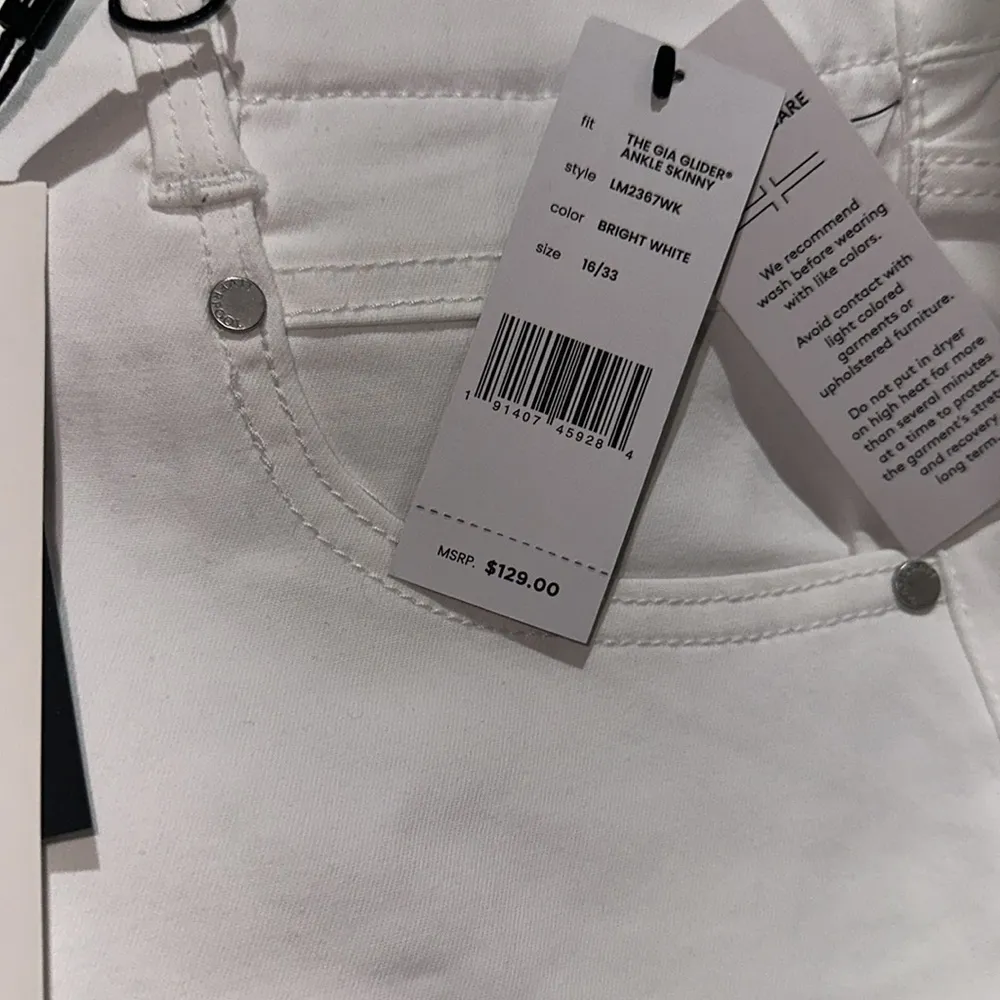 fit THE GIA GLIDER®
ANKLE SKINNY
style LM2367WK
color BRIGHT WHITE
size 16/33
1 91407 45928 4
MSRP. $129.00
We recommend
wash before wearing
with like colors.
Avoid contact with
light colored
garments or
upholstered furniture.
Do not put in dryer
on high heat for more
than several minutes
at a time to protect
the garment's
and recovery
long term.